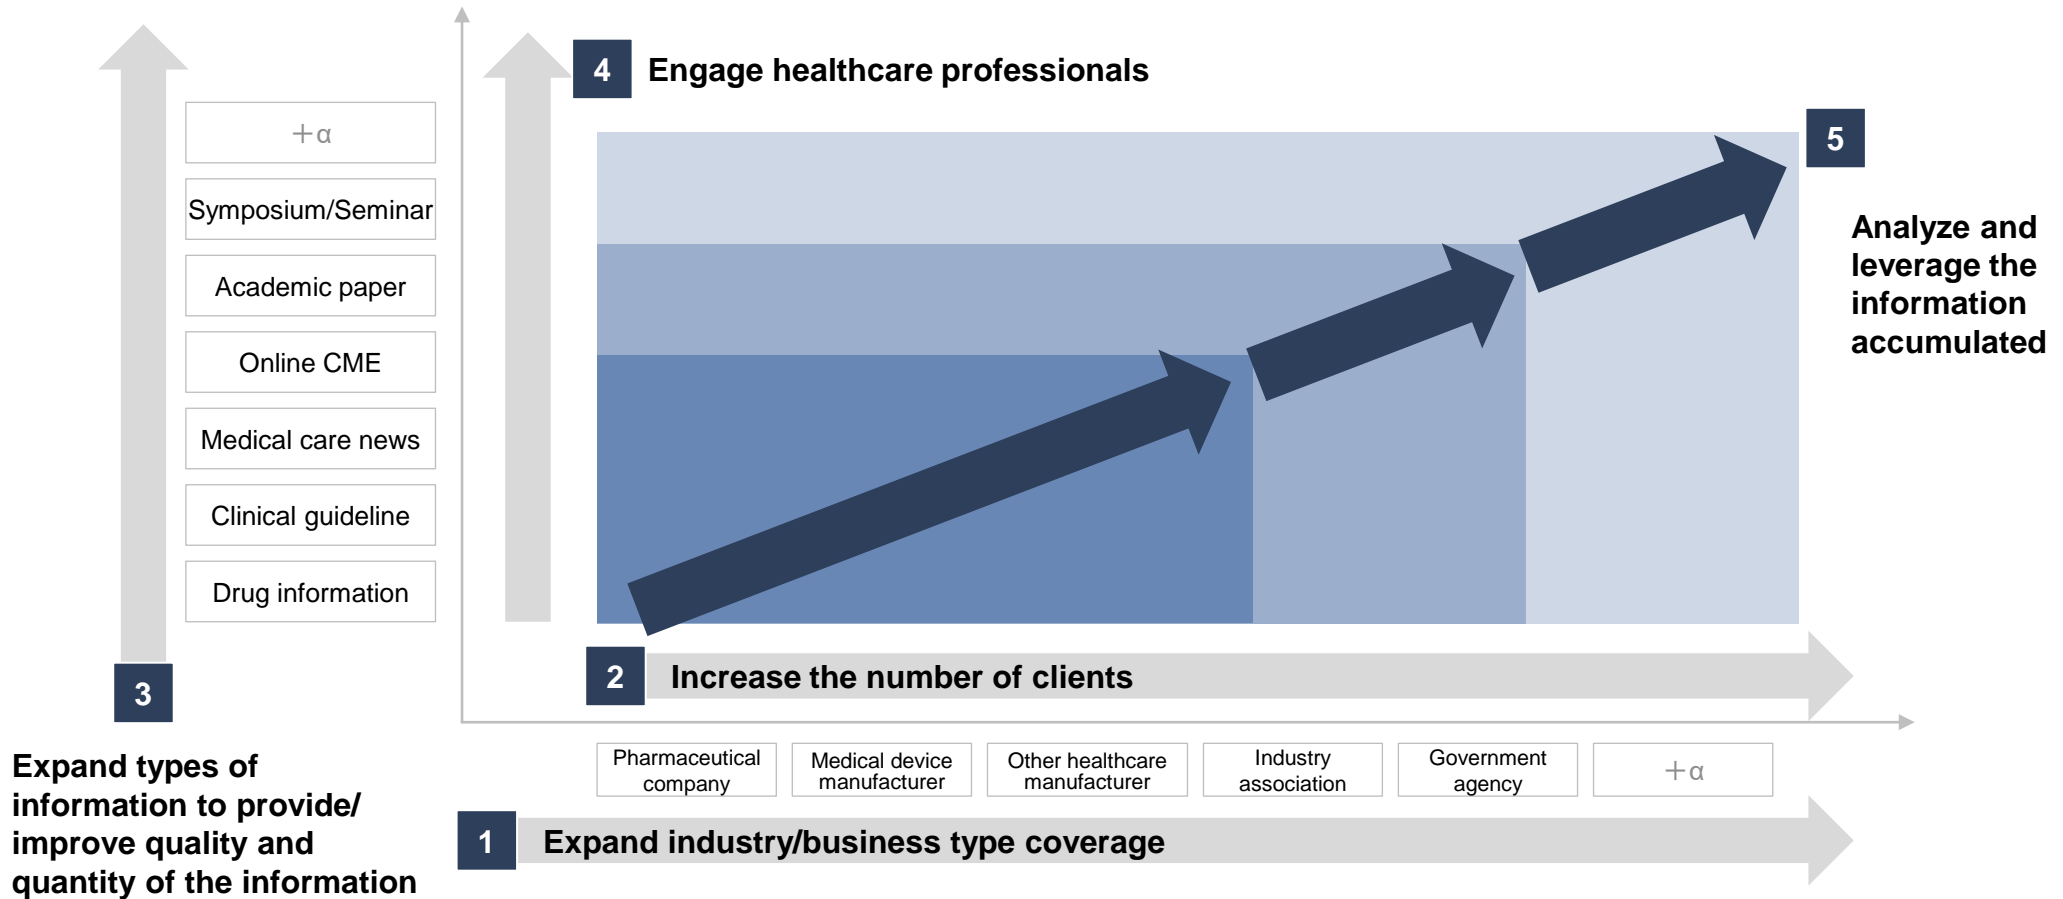 4
Engage healthcare professionals
5
Analyze and
leverage the
information
accumulated
+α
Symposium/Seminar
Academic paper
Online CME
Medical care news
Clinical guideline
Drug information
3
Expand types of
information to provide/
improve quality and
quantity of the information
2
Increase the number of clients
Pharmaceutical
company
Medical device
manufacturer
Other healthcare
manufacturer
Industry
association
Government
agency
+α
1
Expand industry/business type coverage